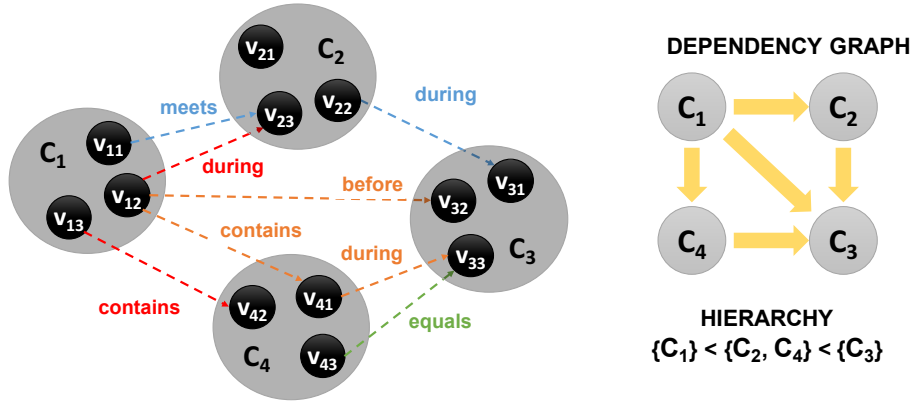 v21
C2
v23
v22
meets
during
during
C1
v11
v12
v13
before
contains
contains
during
equals
v31
v32
v33
C3
v42
v41
v43
C4
DEPENDENCY GRAPH
C1
C2
C4
C3
HIERARCHY
{C1} < {C2, C4} < {C3}